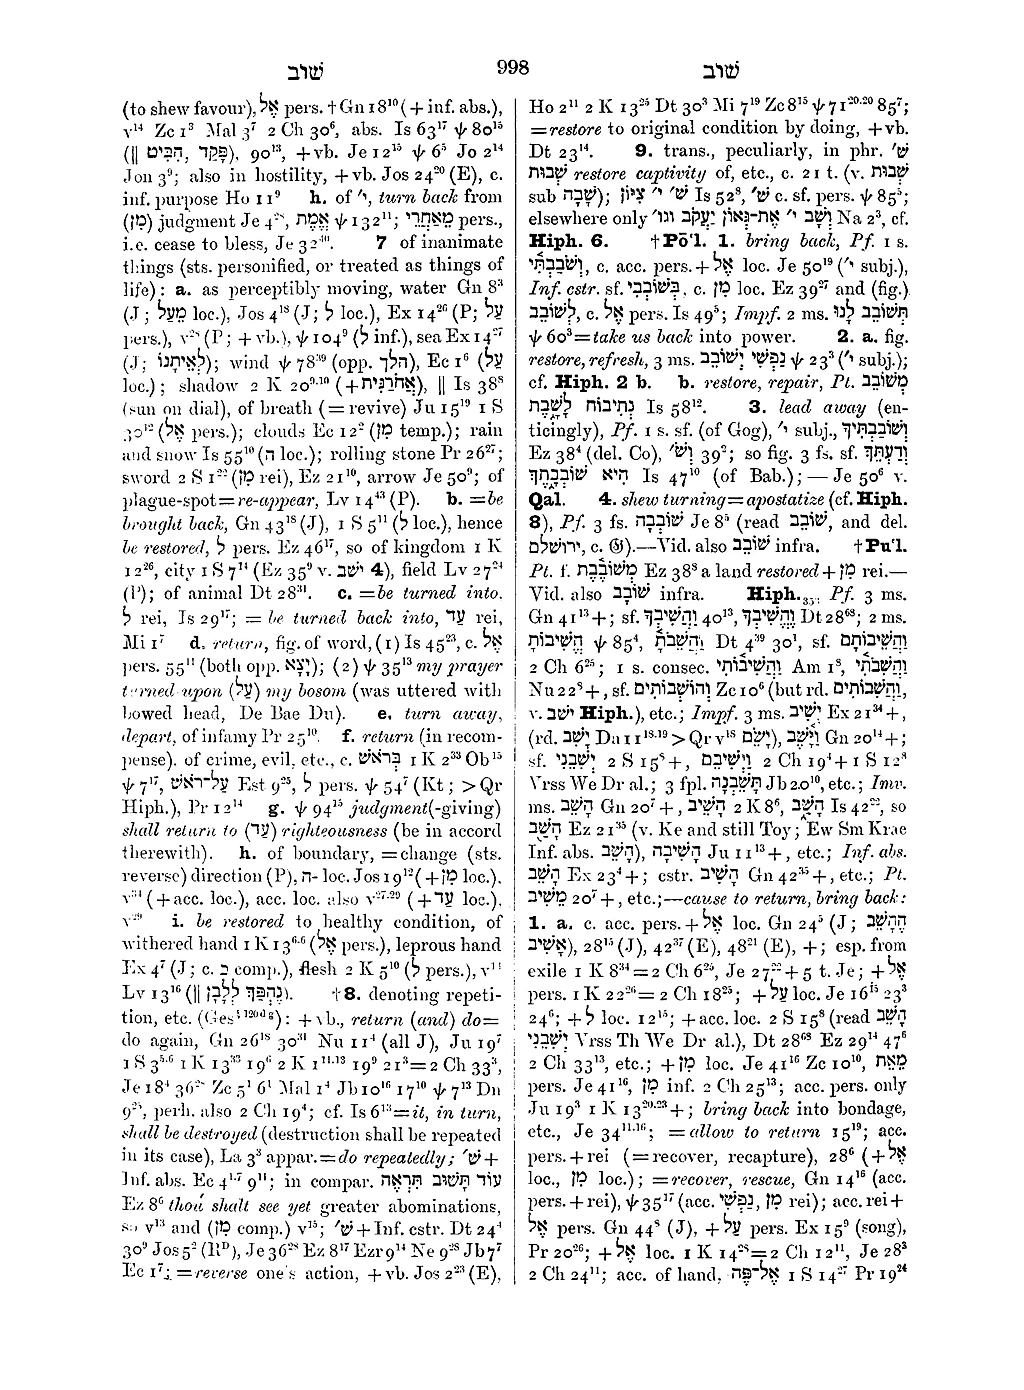 שׁוּב
998
שׁוּב
(to shew favour), אֶל pers. † Gn 18¹⁰ (+ inf. abs.),
v¹⁴ Zc 1³ Mal 3⁷ 2 Ch 30⁶, abs. Is 63¹⁷ ψ 80¹⁵
(‖ פָּקַד, הִבִּיט), 90¹³, +vb. Je 12¹⁵ ψ 6⁵ Jo 2¹⁴
Jon 3⁹; also in hostility, +vb. Jos 24²⁰ (E), c.
inf. purpose Ho 11⁹ h. of י׳, turn back from
(מִן) judgment Je 4²⁸, אֱמֶת ψ 132¹¹; מֵאַחֲרֵי pers.,
i.e. cease to bless, Je 32⁴⁰. 7 of inanimate
things (sts. personified, or treated as things of
life): a. as perceptibly moving, water Gn 8³
(J; מֵעַל loc.), Jos 4¹⁸ (J; לְ loc.), Ex 14²⁶ (P; עַל
pers.), v²⁸ (P; +vb.), ψ 104⁹ (לְ inf.), sea Ex 14²⁷
(J; לְאֵיתָנוֹ); wind ψ 78³⁹ (opp. הלך), Ec 1⁶ (עַל
loc.); shadow 2 K 20⁹·¹⁰ (+אֲחֹרַנִּית), ‖ Is 38⁸
(sun on dial), of breath (=revive) Ju 15¹⁹ 1 S
30¹² (אֶל pers.); clouds Ec 12² (מִן temp.); rain
and snow Is 55¹⁰ (ה loc.); rolling stone Pr 26²⁷;
sword 2 S 1²² (מִן rei), Ez 21¹⁰, arrow Je 50⁹; of
plague-spot=re-appear, Lv 14⁴³ (P). b. =be
brought back, Gn 43¹⁸ (J), 1 S 5¹¹ (לְ loc.), hence
be restored, לְ pers. Ez 46¹⁷, so of kingdom 1 K
12²⁶, city 1 S 7¹⁴ (Ez 35⁹ v. ישׁב 4), field Lv 27²⁴
(P); of animal Dt 28³¹. c. =be turned into.
לְ rei, Is 29¹⁷; = be turned back into, עַד rei,
Mi 1⁷ d. return, fig. of word, (1) Is 45²³, c. אֶל
pers. 55¹¹ (both opp. יָצָא); (2) ψ 35¹³ my prayer
turned upon (עַל) my bosom (was uttered with
bowed head, De Bae Du). e. turn away,
depart, of infamy Pr 25¹⁰. f. return (in recom-
pense). of crime, evil, etc., c. בְּרֹאשׁ 1 K 2³³ Ob¹⁵
ψ 7¹⁷, עַל־רֹאשׁ Est 9²⁵, לְ pers. ψ 54⁷ (Kt; >Qr
Hiph.), Pr 12¹⁴ g. ψ 94¹⁵ judgment(-giving)
shall return to (עַד) righteousness (be in accord
therewith). h. of boundary, =change (sts.
reverse) direction (P), ה- loc. Jos 19¹² (+מִן loc.),
v³⁴ (+acc. loc.), acc. loc. also v²⁷·²⁹ (+עַד loc.).
v²⁹ i. be restored to healthy condition, of
withered hand 1 K 13⁶·⁶ (אֶל pers.), leprous hand
Ex 4⁷ (J; c. כְּ comp.), flesh 2 K 5¹⁰ (לְ pers.), v¹⁴
Lv 13¹⁶ (‖ נֶהְפַּךְ לְלָבָן). †8. denoting repeti-
tion, etc. (Ges§ ¹²⁰ ᵈ ᵍ): +vb., return (and) do=
do again, Gn 26¹⁸ 30³¹ Nu 11⁴ (all J), Ju 19⁷
1 S 3⁵·⁶ 1 K 13³³ 19⁶ 2 K 1¹¹·¹³ 19⁹ 21³=2 Ch 33³,
Je 18⁴ 36²⁸ Zc 5¹ 6¹ Mal 1⁴ Jb 10¹⁶ 17¹⁰ ψ 7¹³ Dn
9²⁵, perh. also 2 Ch 19⁴; cf. Is 6¹³=it, in turn,
shall be destroyed (destruction shall be repeated
in its case), La 3³ appar.=do repeatedly; שׁ׳ +
Inf. abs. Ec 4¹·⁷ 9¹¹; in compar. עוֹד תָּשׁוּב תִּרְאֶה
Ez 8⁶ thou shalt see yet greater abominations,
so v¹³ and (מִן comp.) v¹⁵; שׁ׳ + Inf. cstr. Dt 24⁴
30⁹ Jos 5² (Rᴰ), Je 36²⁸ Ez 8¹⁷ Ezr 9¹⁴ Ne 9²⁸ Jb 7⁷
Ec 1⁷; =reverse one's action, +vb. Jos 2²³ (E),
Ho 2¹¹ 2 K 13²⁵ Dt 30³ Mi 7¹⁹ Zc 8¹⁵ ψ 71²⁰·²⁰ 85⁷;
=restore to original condition by doing, +vb.
Dt 23¹⁴. 9. trans., peculiarly, in phr. שׁ׳
שְׁבוּת restore captivity of, etc., c. 21 t. (v. שְׁבוּת
sub שָׁבָה); שׁ׳ י׳ צִיּוֹן Is 52⁸, שׁ׳ c. sf. pers. ψ 85⁵;
elsewhere only שָׁב י׳ אֶת־גְּאוֹן יַעֲקֹב וגו׳ Na 2³, cf.
Hiph. 6. †Pō‘l. 1. bring back, Pf. 1 s.
וְשֹׁבַבְתִּי, c. acc. pers.+אֶל loc. Je 50¹⁹ (י׳ subj.),
Inf. cstr. sf. בְּשׁוֹבְבִי, c. מִן loc. Ez 39²⁷ and (fig.)
לְשׁוֹבֵב, c. אֶל pers. Is 49⁵; Impf. 2 ms. תְּשׁוֹבֵב לָנוּ
ψ 60³=take us back into power. 2. a. fig.
restore, refresh, 3 ms. נַפְשִׁי יְשׁוֹבֵב ψ 23³ (י׳ subj.);
cf. Hiph. 2 b. b. restore, repair, Pt. מְשׁוֹבֵב
נְתִיבוֹת לָשָׁבֶת Is 58¹². 3. lead away (en-
ticingly), Pf. 1 s. sf. (of Gog), י׳ subj., וְשׁוֹבַבְתִּיךָ
Ez 38⁴ (del. Co), וְשׁ׳ 39²; so fig. 3 fs. sf. וְדַעְתֵּךְ
הִיא שׁוֹבְבָתֶךְ Is 47¹⁰ (of Bab.);—Je 50⁶ v.
Qal. 4. shew turning=apostatize (cf. Hiph.
8), Pf. 3 fs. שׁוֹבְבָה Je 8⁵ (read שׁוֹבֵב, and del.
ירושׁלם, c. 𝔊).—Vid. also שׁוֹבֵב infra. †Pu‘l.
Pt. f. מְשׁוֹבֶבֶת Ez 38⁸ a land restored+מִן rei.—
Vid. also שׁוֹבָב infra. Hiph.₃₅₅ Pf. 3 ms.
Gn 41¹³+; sf. וֶהֱשִׁיבְךָ 40¹³, וֶהֱשִׁיבְךָ Dt 28⁶⁸; 2 ms.
הֲשִׁיבוֹתָ ψ 85⁴, וַהֲשֵׁבֹתָ Dt 4³⁹ 30¹, sf. וַהֲשִׁיבוֹתָם
2 Ch 6²⁵; 1 s. consec. וַהֲשִׁיבוֹתִי Am 1⁸, וַהֲשִׁבֹתִי
Nu 22⁸+, sf. וְהוֹשְׁבוֹתִים Zc 10⁶ (but rd. וַהֲשִׁבוֹתִים,
v. ישׁב Hiph.), etc.; Impf. 3 ms. יָשִׁיב Ex 21³⁴+,
(rd. יָשֵׁב Da 11¹⁸·¹⁹ >Qr v¹⁸ יָשֵׂם), וַיָּשֶׁב Gn 20¹⁴+;
sf. יְשִׁבֵנִי 2 S 15⁸+, וַיְשִׁיבֵם 2 Ch 19⁴+1 S 12⁸
Vrss We Dr al.; 3 fpl. תְּשֵׁבְנָה Jb 20¹⁰, etc.; Imv.
ms. הָשֵׁב Gn 20⁷+, הָשֵׁיב 2 K 8⁶, הָשַׁב Is 42²², so
הָשַׁב Ez 21³⁵ (v. Ke and still Toy; Ew Sm Krae
Inf. abs. הָשֵׁב), הָשִׁיבָה Ju 11¹³+, etc.; Inf. abs.
הָשֵׁב Ex 23⁴+; cstr. הָשִׁיב Gn 42²⁵+, etc.; Pt.
מֵשִׁיב 20⁷+, etc.;—cause to return, bring back:
1. a. c. acc. pers.+אֶל loc. Gn 24⁵ (J; הֶהָשֵׁב
אָשִׁיב), 28¹⁵ (J), 42³⁷ (E), 48²¹ (E), +; esp. from
exile 1 K 8³⁴=2 Ch 6²⁵, Je 27²²+5 t. Je; +אֶל
pers. 1 K 22²⁶=2 Ch 18²⁵; +עַל loc. Je 16¹⁵ 23³
24⁶; +לְ loc. 12¹⁵; +acc. loc. 2 S 15⁸ (read הָשֵׁב
יְשִׁבֵנִי Vrss Th We Dr al.), Dt 28⁶⁸ Ez 29¹⁴ 47⁶
2 Ch 33¹³, etc.; +מִן loc. Je 41¹⁶ Zc 10¹⁰, מֵאֵת
pers. Je 41¹⁶, מִן inf. 2 Ch 25¹³; acc. pers. only
Ju 19³ 1 K 13²⁰·²³+; bring back into bondage,
etc., Je 34¹¹·¹⁶; =allow to return 15¹⁹; acc.
pers.+rei (=recover, recapture), 28⁶ (+אֶל
loc., מִן loc.); =recover, rescue, Gn 14¹⁶ (acc.
pers.+rei), ψ 35¹⁷ (acc. נַפְשִׁי, מִן rei); acc. rei+
אֶל pers. Gn 44⁸ (J), +עַל pers. Ex 15⁹ (song),
Pr 20²⁶; +אֶל loc. 1 K 14²⁸=2 Ch 12¹¹, Je 28³
2 Ch 24¹¹; acc. of hand, אֶל־פֶּה 1 S 14²⁷ Pr 19²⁴